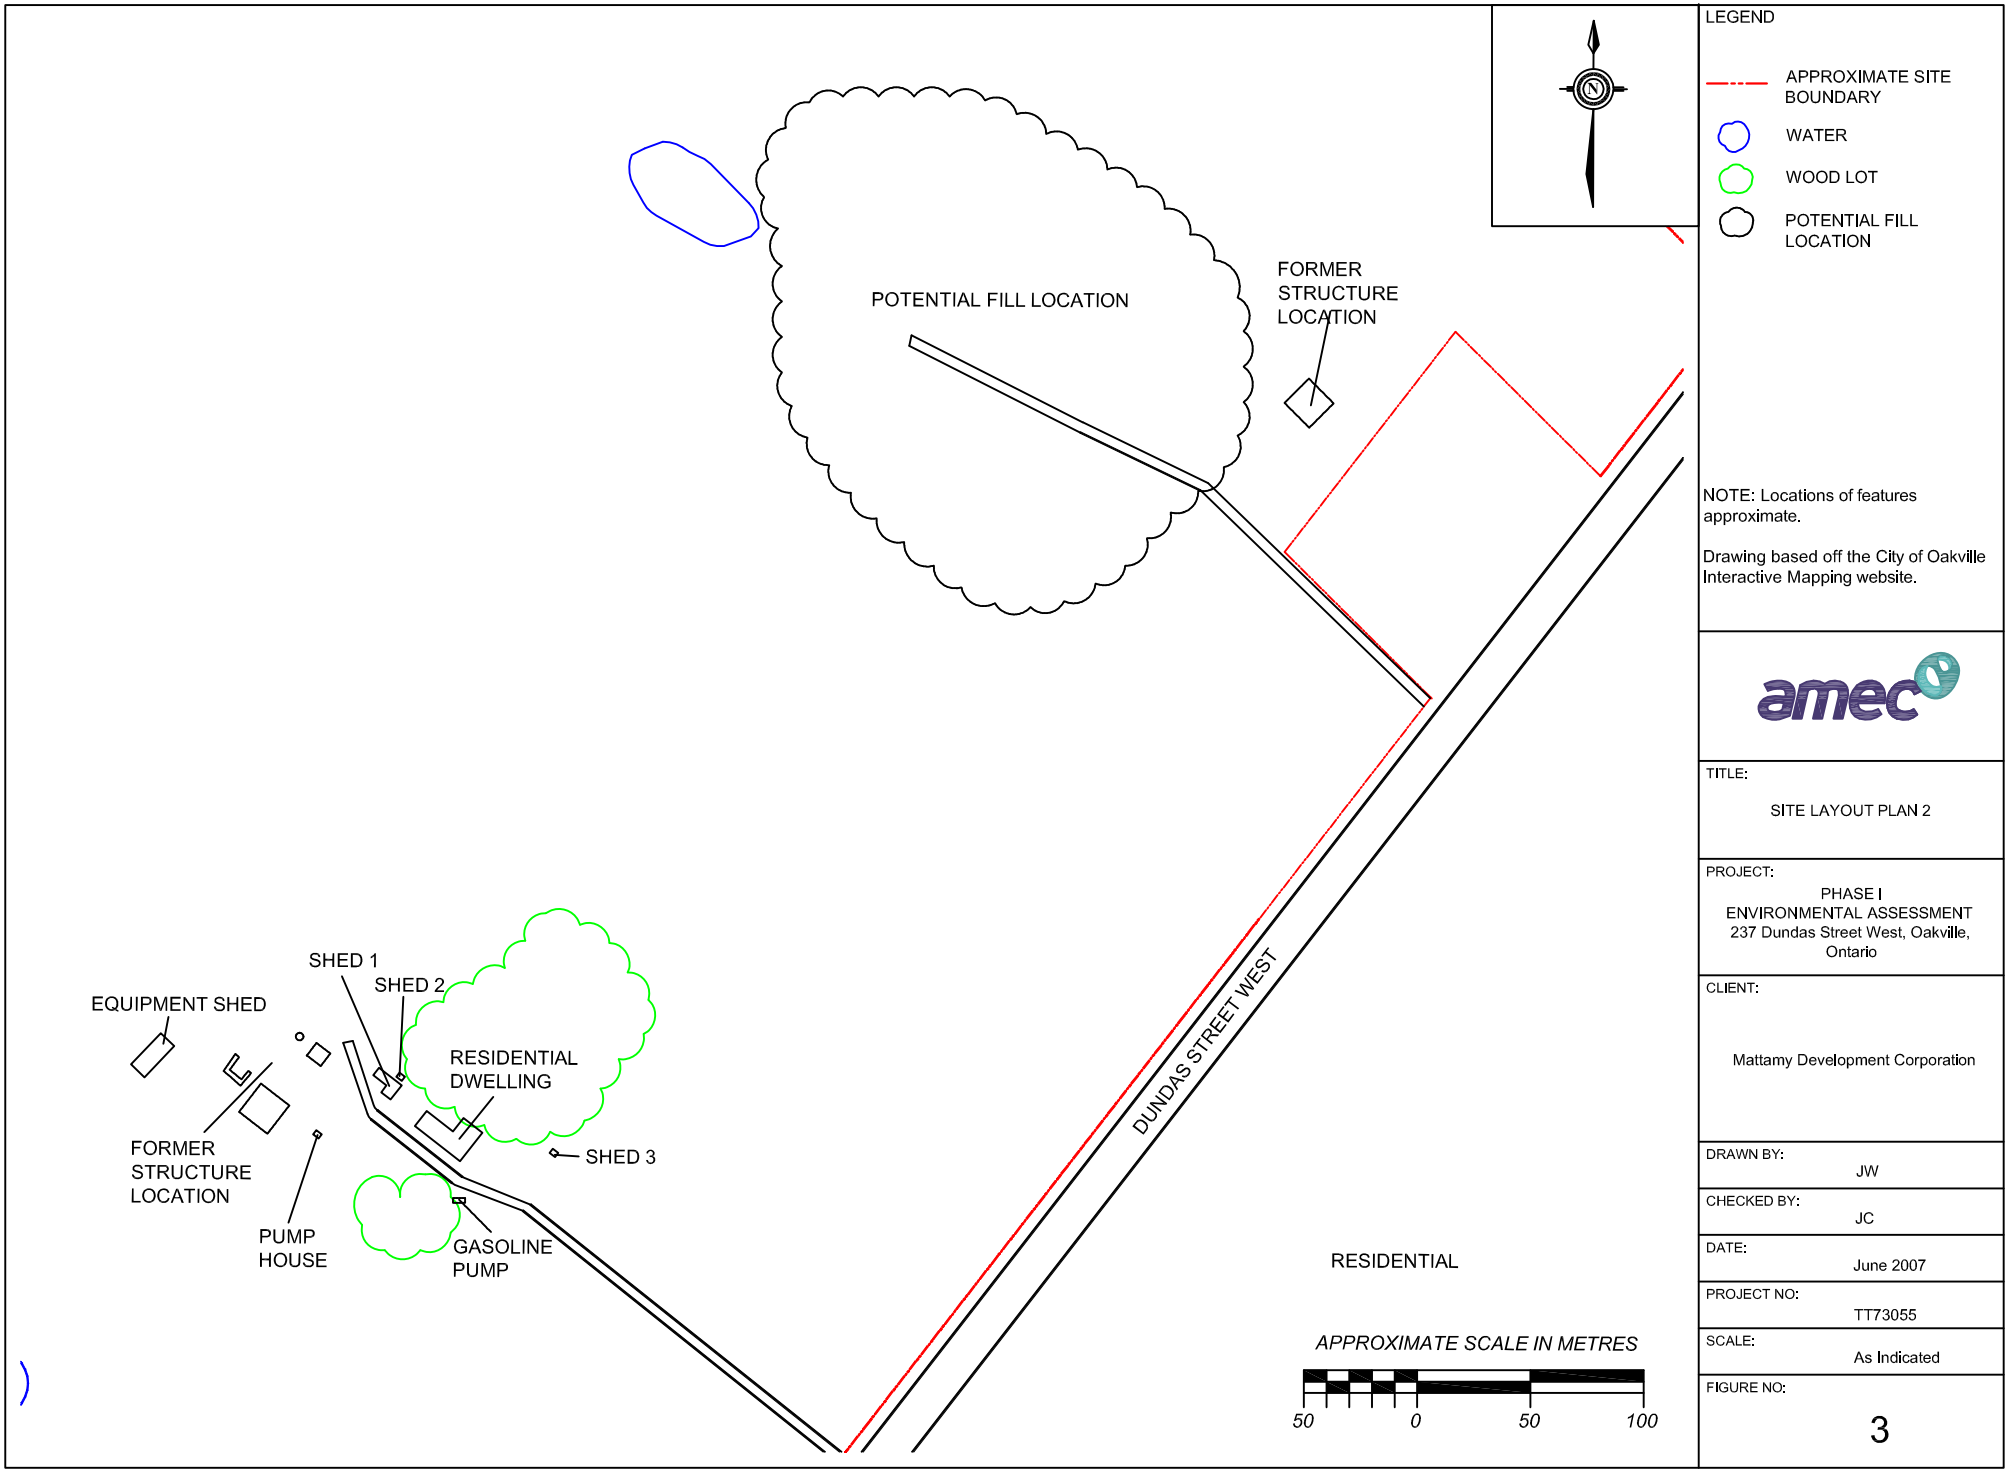 N
POTENTIAL FILL LOCATION
FORMER
STRUCTURE
LOCATION
SHED 1
SHED 2
EQUIPMENT SHED
RESIDENTIAL
DWELLING
FORMER
STRUCTURE
LOCATION
SHED 3
PUMP
HOUSE
GASOLINE
PUMP
DUNDAS STREET WEST
RESIDENTIAL
APPROXIMATE SCALE IN METRES
50 0 50 100
LEGEND
APPROXIMATE SITE
BOUNDARY
WATER
WOOD LOT
POTENTIAL FILL
LOCATION
NOTE: Locations of features
approximate.
Drawing based off the City of Oakville
Interactive Mapping website.
amec
TITLE:
SITE LAYOUT PLAN 2
PROJECT:
PHASE I
ENVIRONMENTAL ASSESSMENT
237 Dundas Street West, Oakville,
Ontario
CLIENT:
Mattamy Development Corporation
DRAWN BY:
JW
CHECKED BY:
JC
DATE:
June 2007
PROJECT NO:
TT73055
SCALE:
As Indicated
FIGURE NO:
3